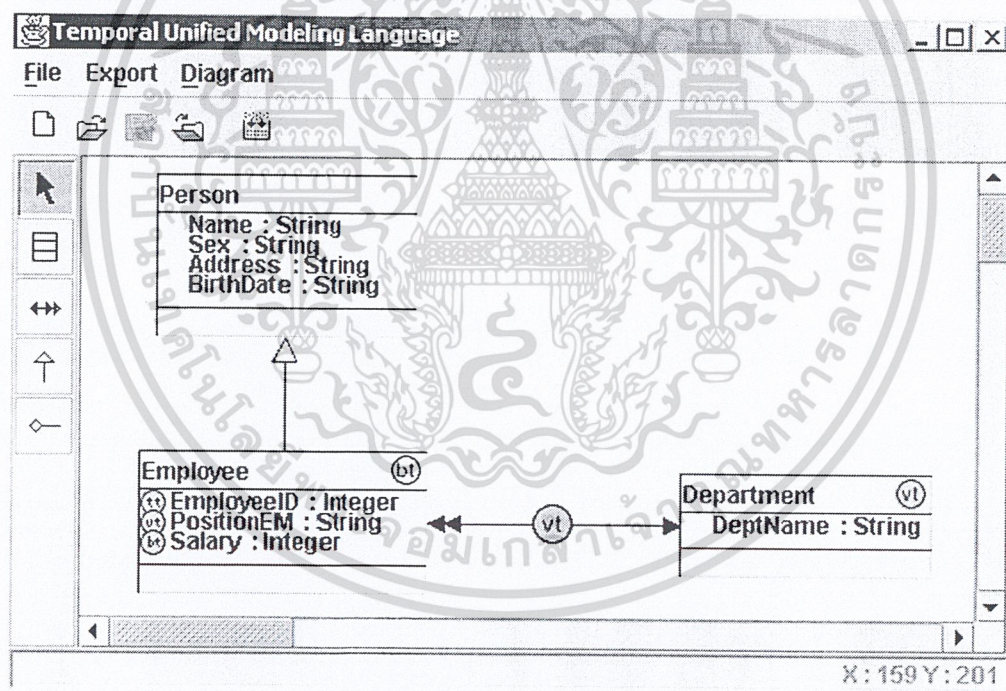 Temporal Unified Modeling Language
File Export Diagram
Person
Name : String
Sex : String
Address : String
BirthDate : String
Employee bt
tt EmployeeID : Integer
vt PositionEM : String
bt Salary : Integer
vt
Department vt
DeptName : String
X : 159 Y : 201